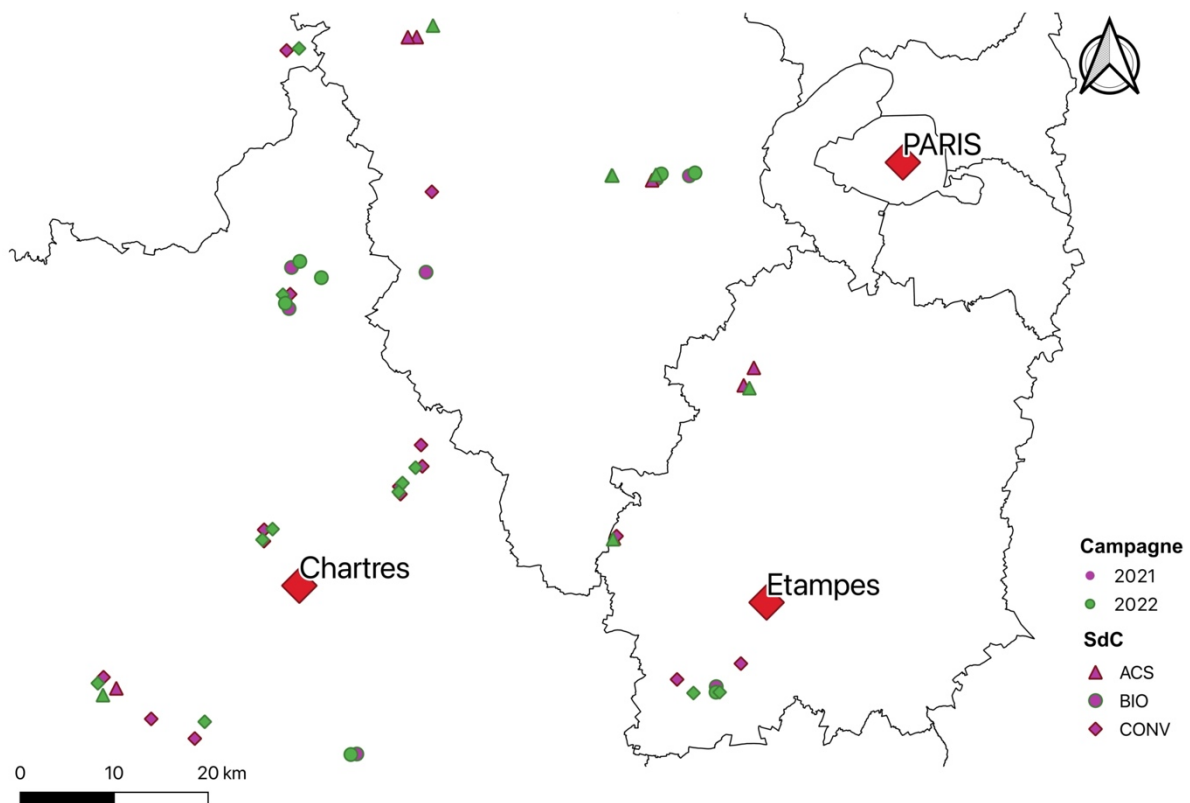 PARIS
Chartres
Etampes
Campagne
2021
2022
SdC
ACS
BIO
CONV
0 10 20 km